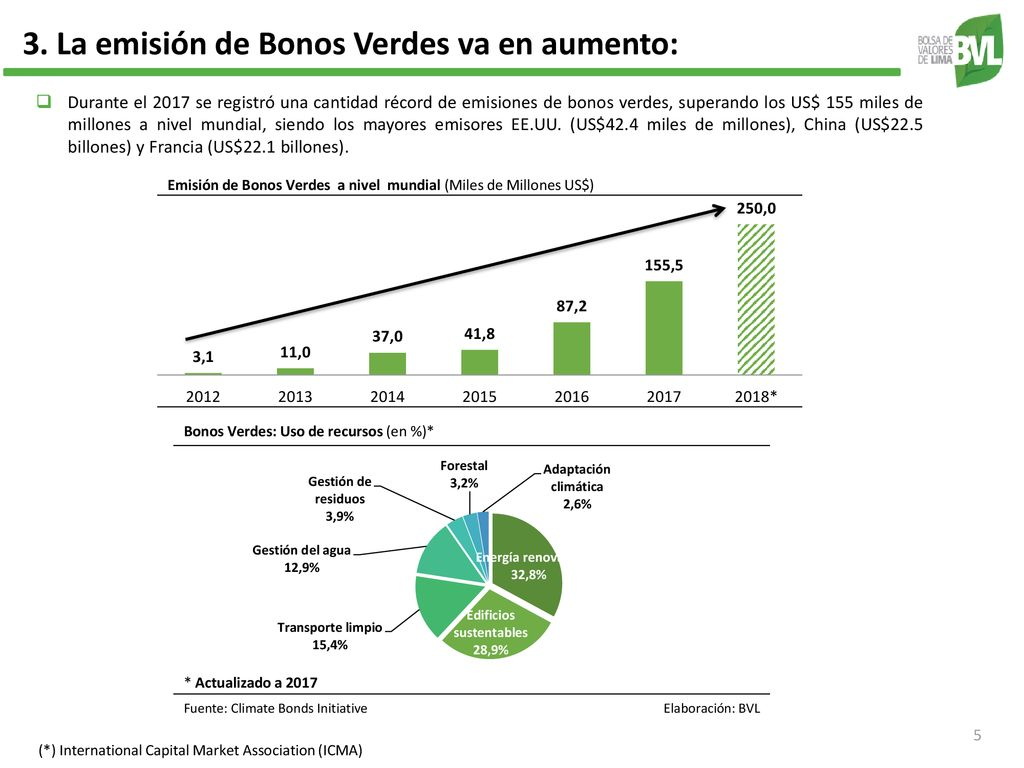 3. La emisión de Bonos Verdes va en aumento:
BOLSA DE
VALORES
DE LIMA
BVL
Durante el 2017 se registró una cantidad récord de emisiones de bonos verdes, superando los US$ 155 miles de
millones a nivel mundial, siendo los mayores emisores EE.UU. (US$42.4 miles de millones), China (US$22.5
billones) y Francia (US$22.1 billones).
Emisión de Bonos Verdes a nivel mundial (Miles de Millones US$)
250,0
155,5
87,2
41,8
37,0
11,0
3,1
2012 2013 2014 2015 2016 2017 2018*
Bonos Verdes: Uso de recursos (en %)*
Forestal
3,2%
Adaptación
climática
2,6%
Gestión de
residuos
3,9%
Gestión del agua
12,9%
Energía renov
32,8%
Edificios
sustentables
28,9%
Transporte limpio
15,4%
* Actualizado a 2017
Fuente: Climate Bonds Initiative Elaboración: BVL
5
(*) International Capital Market Association (ICMA)